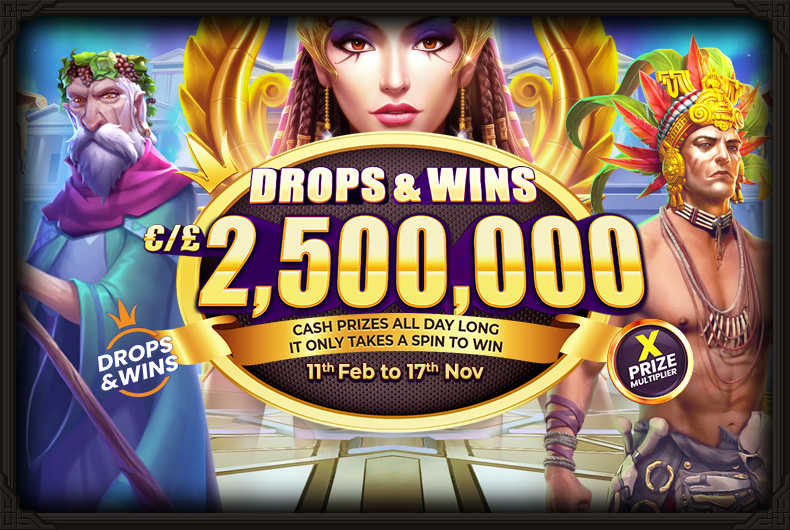 DROPS & WINS
€/£ 2,500,000
CASH PRIZES ALL DAY LONG
IT ONLY TAKES A SPIN TO WIN
11th Feb to 17th Nov
DROPS
& WINS
X
PRIZE
MULTIPLIER